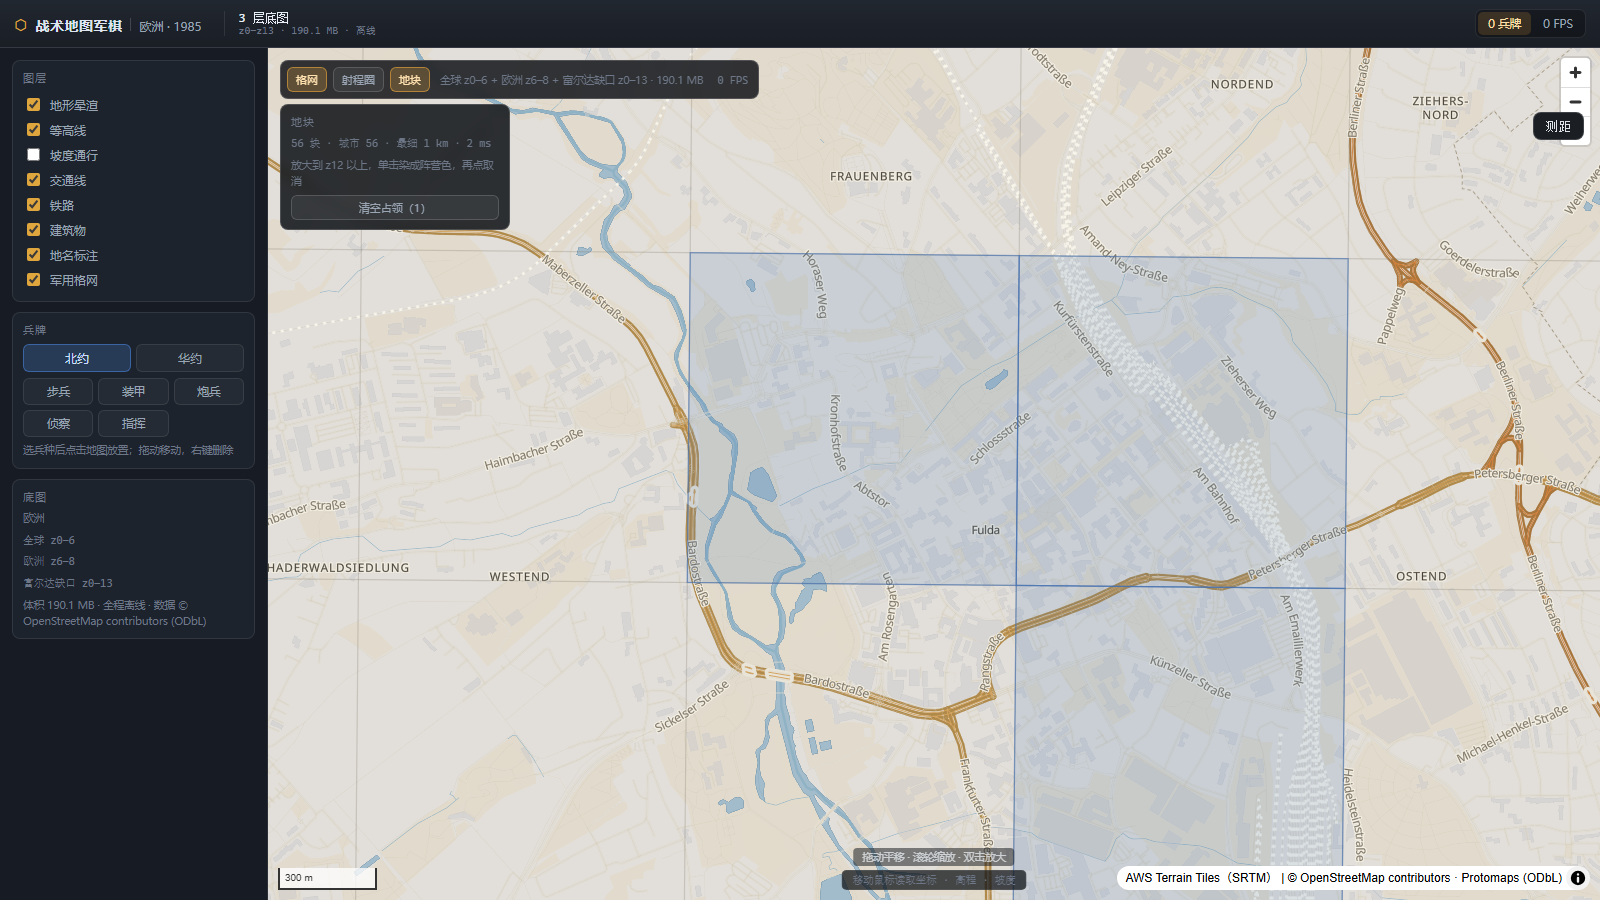 战术地图军棋 欧洲 · 1985
3 层底图
z0–z13 · 190.1 MB · 离线
0 兵牌 0 FPS
图层
地形晕渲
等高线
坡度通行
交通线
铁路
建筑物
地名标注
军用格网
兵牌
北约 华约
步兵 装甲 炮兵
侦察 指挥
选兵种后点击地图放置；拖动移动，右键删除
底图
欧洲
全球 z0–6
欧洲 z6–8
富尔达缺口 z0–13
体积 190.1 MB · 全程离线 · 数据 ©
OpenStreetMap contributors (ODbL)
格网 射程圈 地块 全球 z0–6 + 欧洲 z6–8 + 富尔达缺口 z0–13 · 190.1 MB 0 FPS
地块
56 块 · 城市 56 · 最细 1 km · 2 ms
放大到 z12 以上，单击染成阵营色，再点取
消
清空占领（1）
测距
NORDEND
ZIEHERS-
NORD
FRAUENBERG
Leipziger Straße
Berliner Straße
Amand-Ney-Straße
Goerdelerstraße
Pappelweg
Maberzeller Straße
Horaser Weg
Kurfürstenstraße
Zieherser Weg
Berliner Straße
Kronhofstraße
Schlossstraße
Haimbacher Straße
Abtstor
Am Bahnhof
Petersberger Straße
Fulda
Petersberger Straße
HADERWALDSIEDLUNG
WESTEND
Bardostraße
OSTEND
Am Rosengarten
Am Emaillierwerk
Berliner Straße
Rangstraße
Künzeller Straße
Bardostraße
Sickelser Straße
Michael-Henkel-Straße
Frankfurter Straße
Heidelsteinstraße
拖动平移 · 滚轮缩放 · 双击放大
移动鼠标读取坐标 · 高程 · 坡度
300 m
AWS Terrain Tiles（SRTM） | © OpenStreetMap contributors · Protomaps (ODbL)